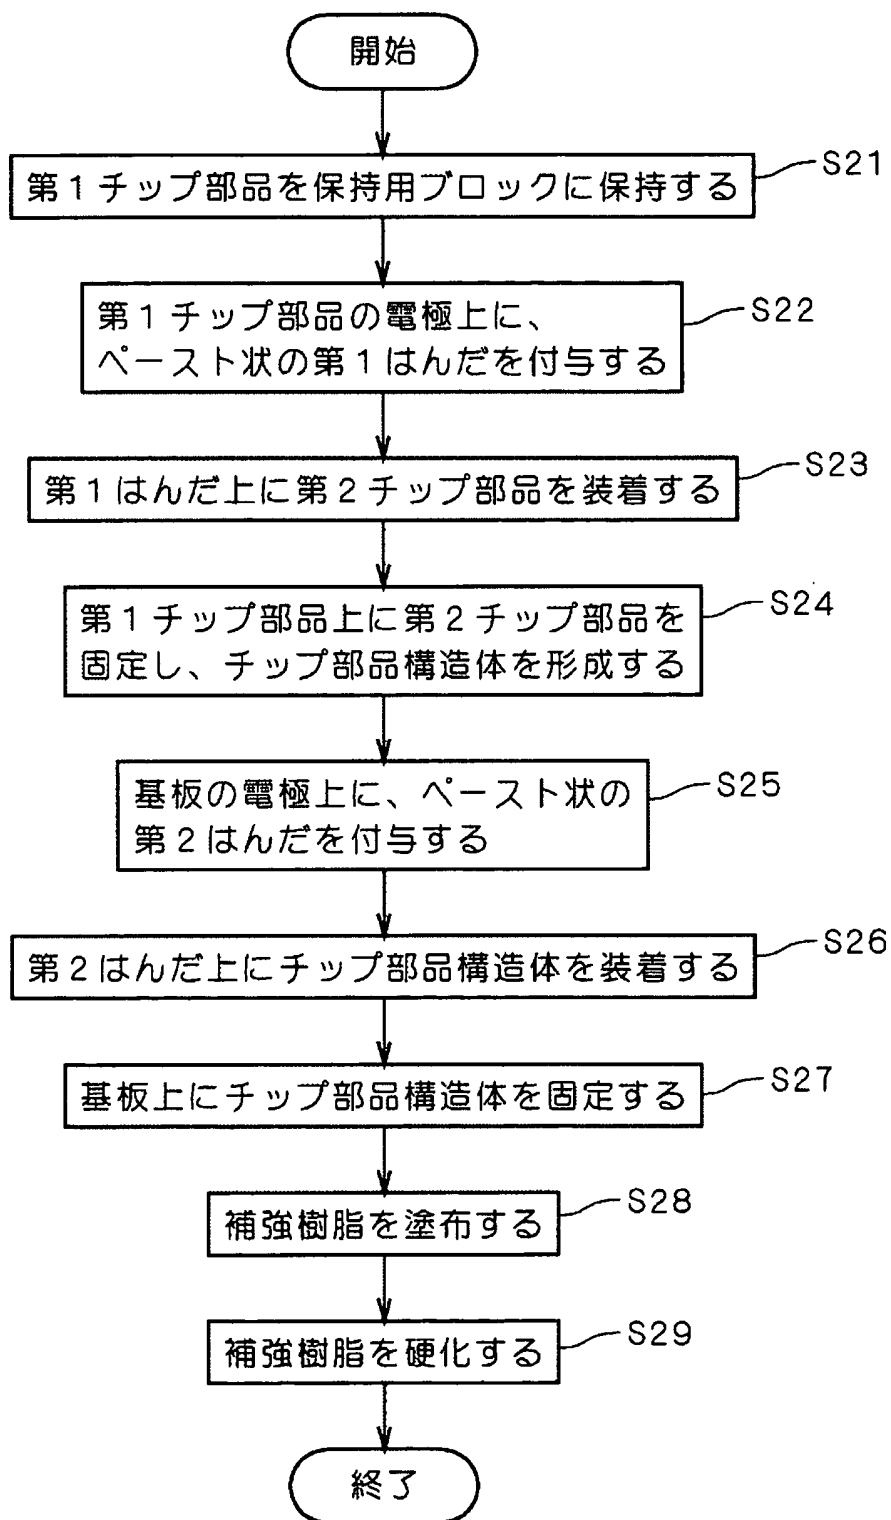 開始
第1チップ部品を保持用ブロックに保持する
S21
第1チップ部品の電極上に、
ペースト状の第1はんだを付与する
S22
第1はんだ上に第2チップ部品を装着する
S23
第1チップ部品上に第2チップ部品を
固定し、チップ部品構造体を形成する
S24
基板の電極上に、ペースト状の
第2はんだを付与する
S25
第2はんだ上にチップ部品構造体を装着する
S26
基板上にチップ部品構造体を固定する
S27
補強樹脂を塗布する
S28
補強樹脂を硬化する
S29
終了